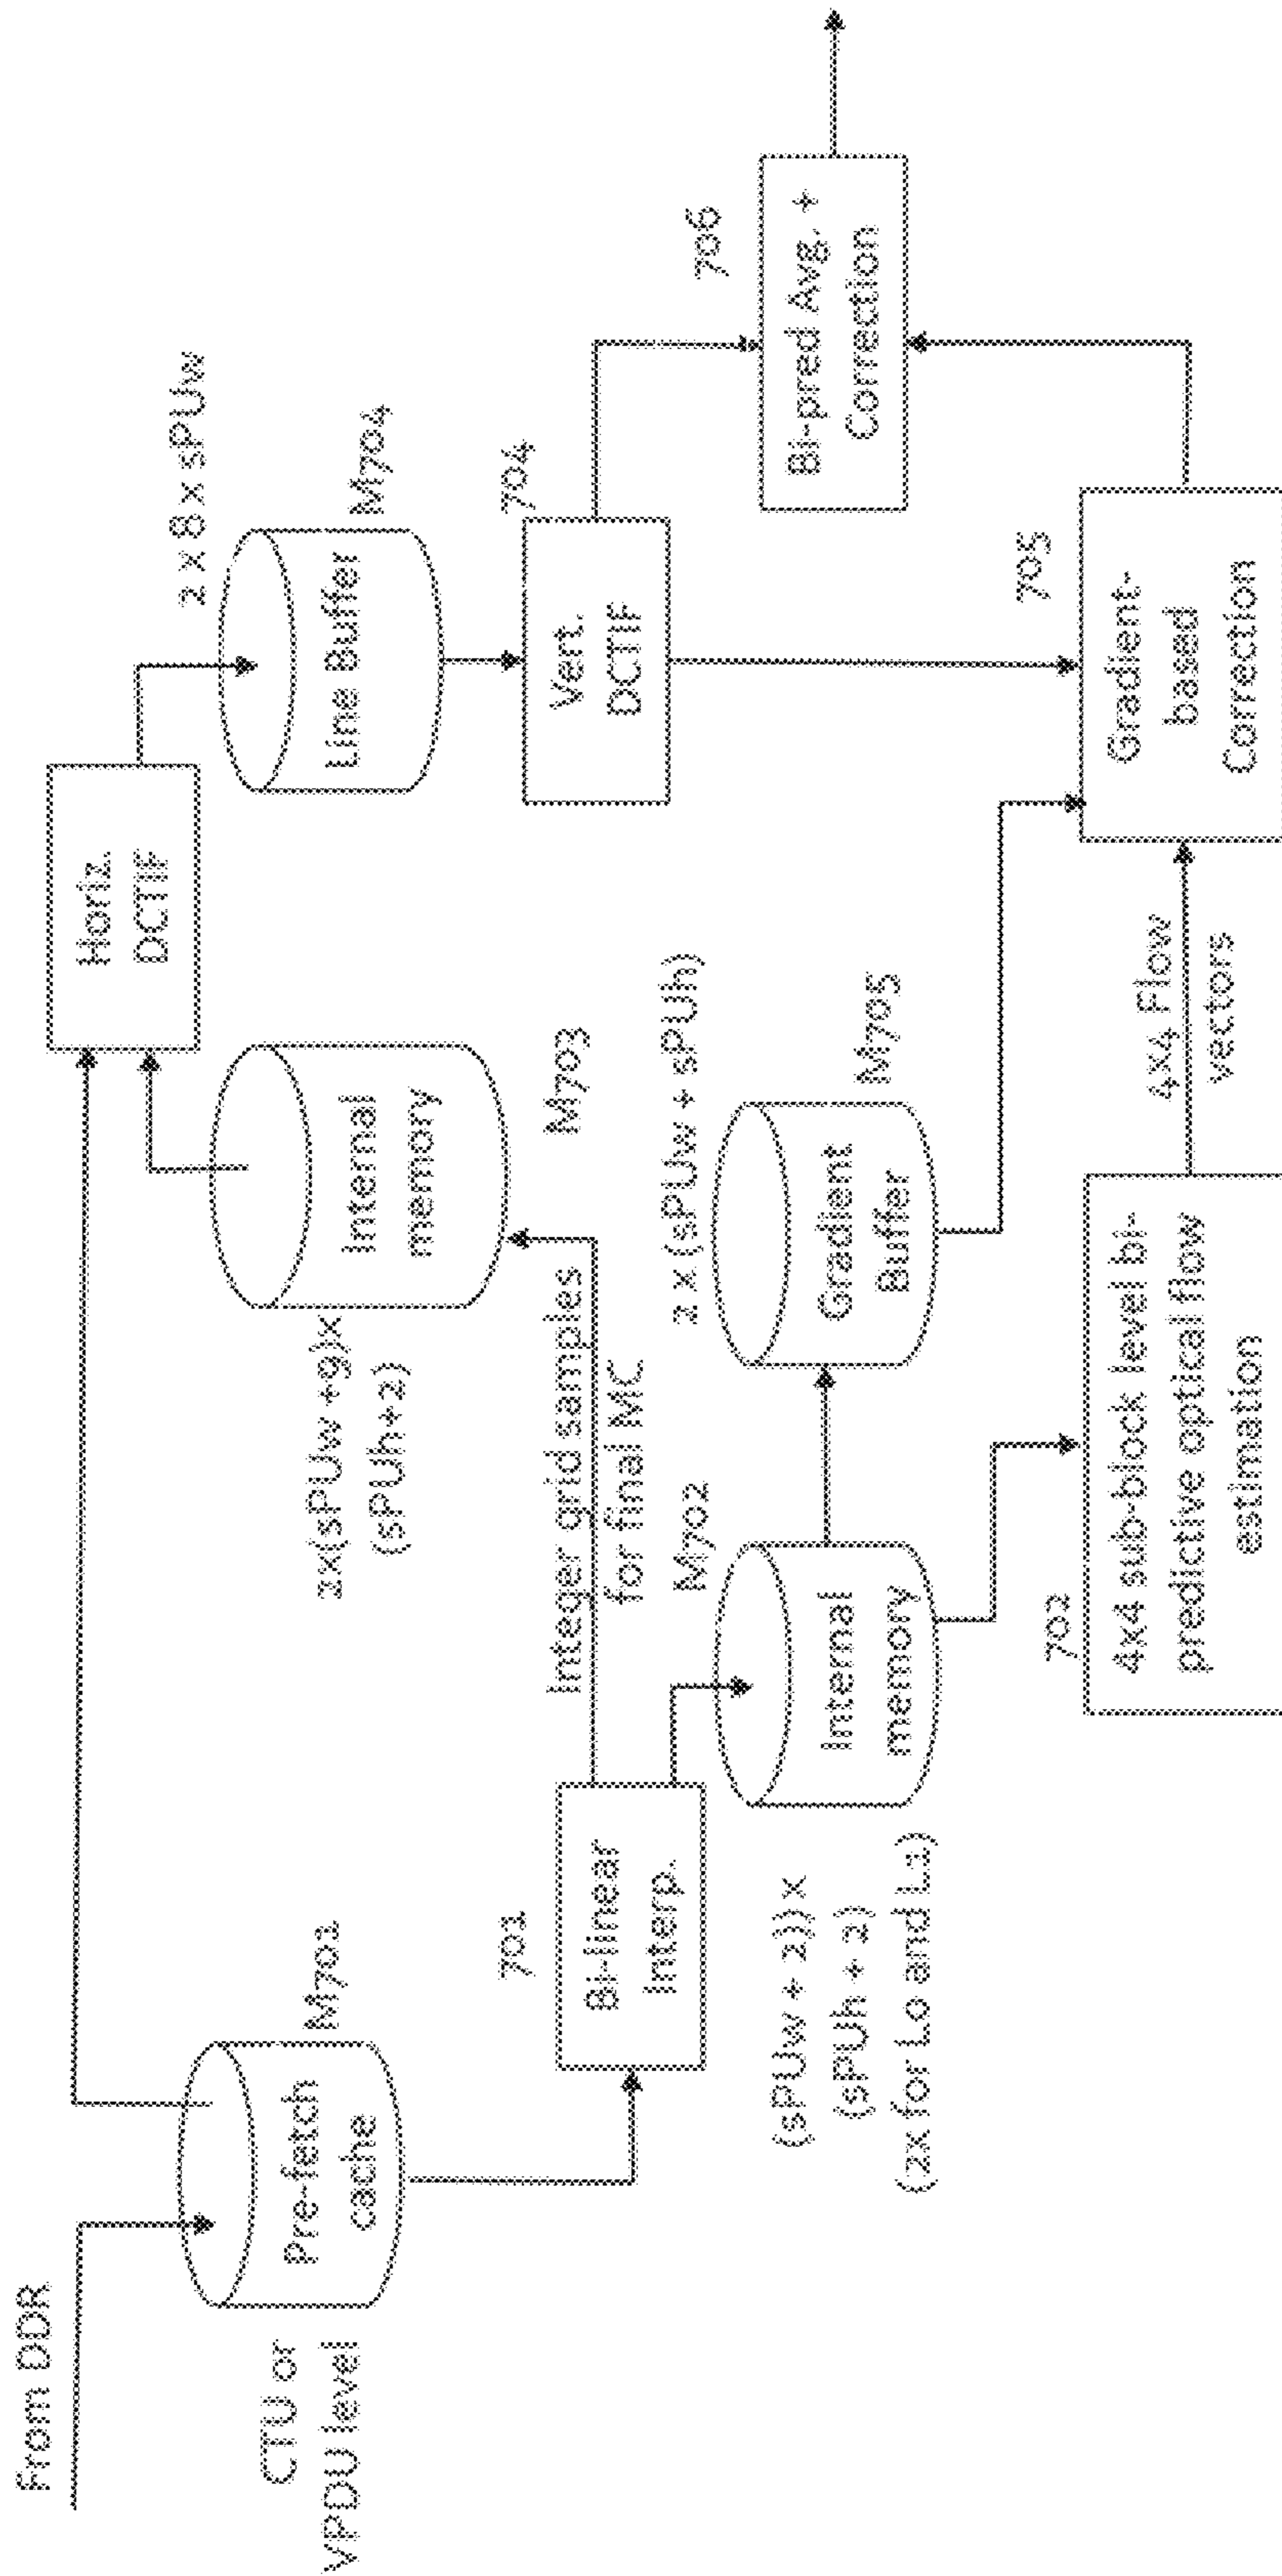 From DDR
CTU or
VPDU level
Pre-fetch
cache
M701
701
Bi-linear
Interp.
(sPUw + 2)) x
(sPUh + 2)
(2x for L0 and L1)
Integer grid samples
for final MC
M702
Internal
memory
702
4x4 sub-block level bi-
predictive optical flow
estimation
2x(sPUw +9)x
(sPUh+2)
Internal
memory
M703
2 x (sPUw + sPUh)
Gradient
Buffer
M705
4x4 Flow
vectors
Horiz.
DCTIF
2 x 8 x sPUw
Line Buffer
M704
704
Vert.
DCTIF
705
Gradient-
based
Correction
706
Bi-pred Avg. +
Correction